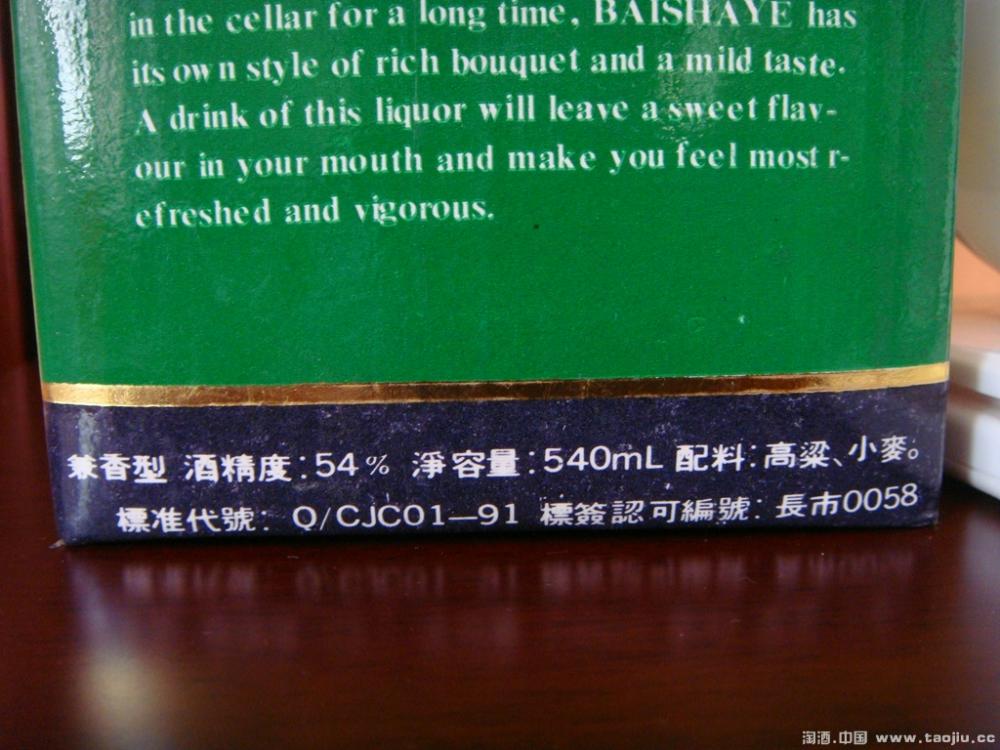 in the cellar for a long time, BAISHAYE has
its own style of rich bouquet and a mild taste.
A drink of this liquor will leave a sweet flav-
our in your mouth and make you feel most r-
efreshed and vigorous.
兼香型 酒精度:54% 淨容量:540mL 配料:高粱、小麥。
標准代號: Q/CJC01—91 標簽認可編號: 長市0058
淘酒.中国 www.taojiu.cc